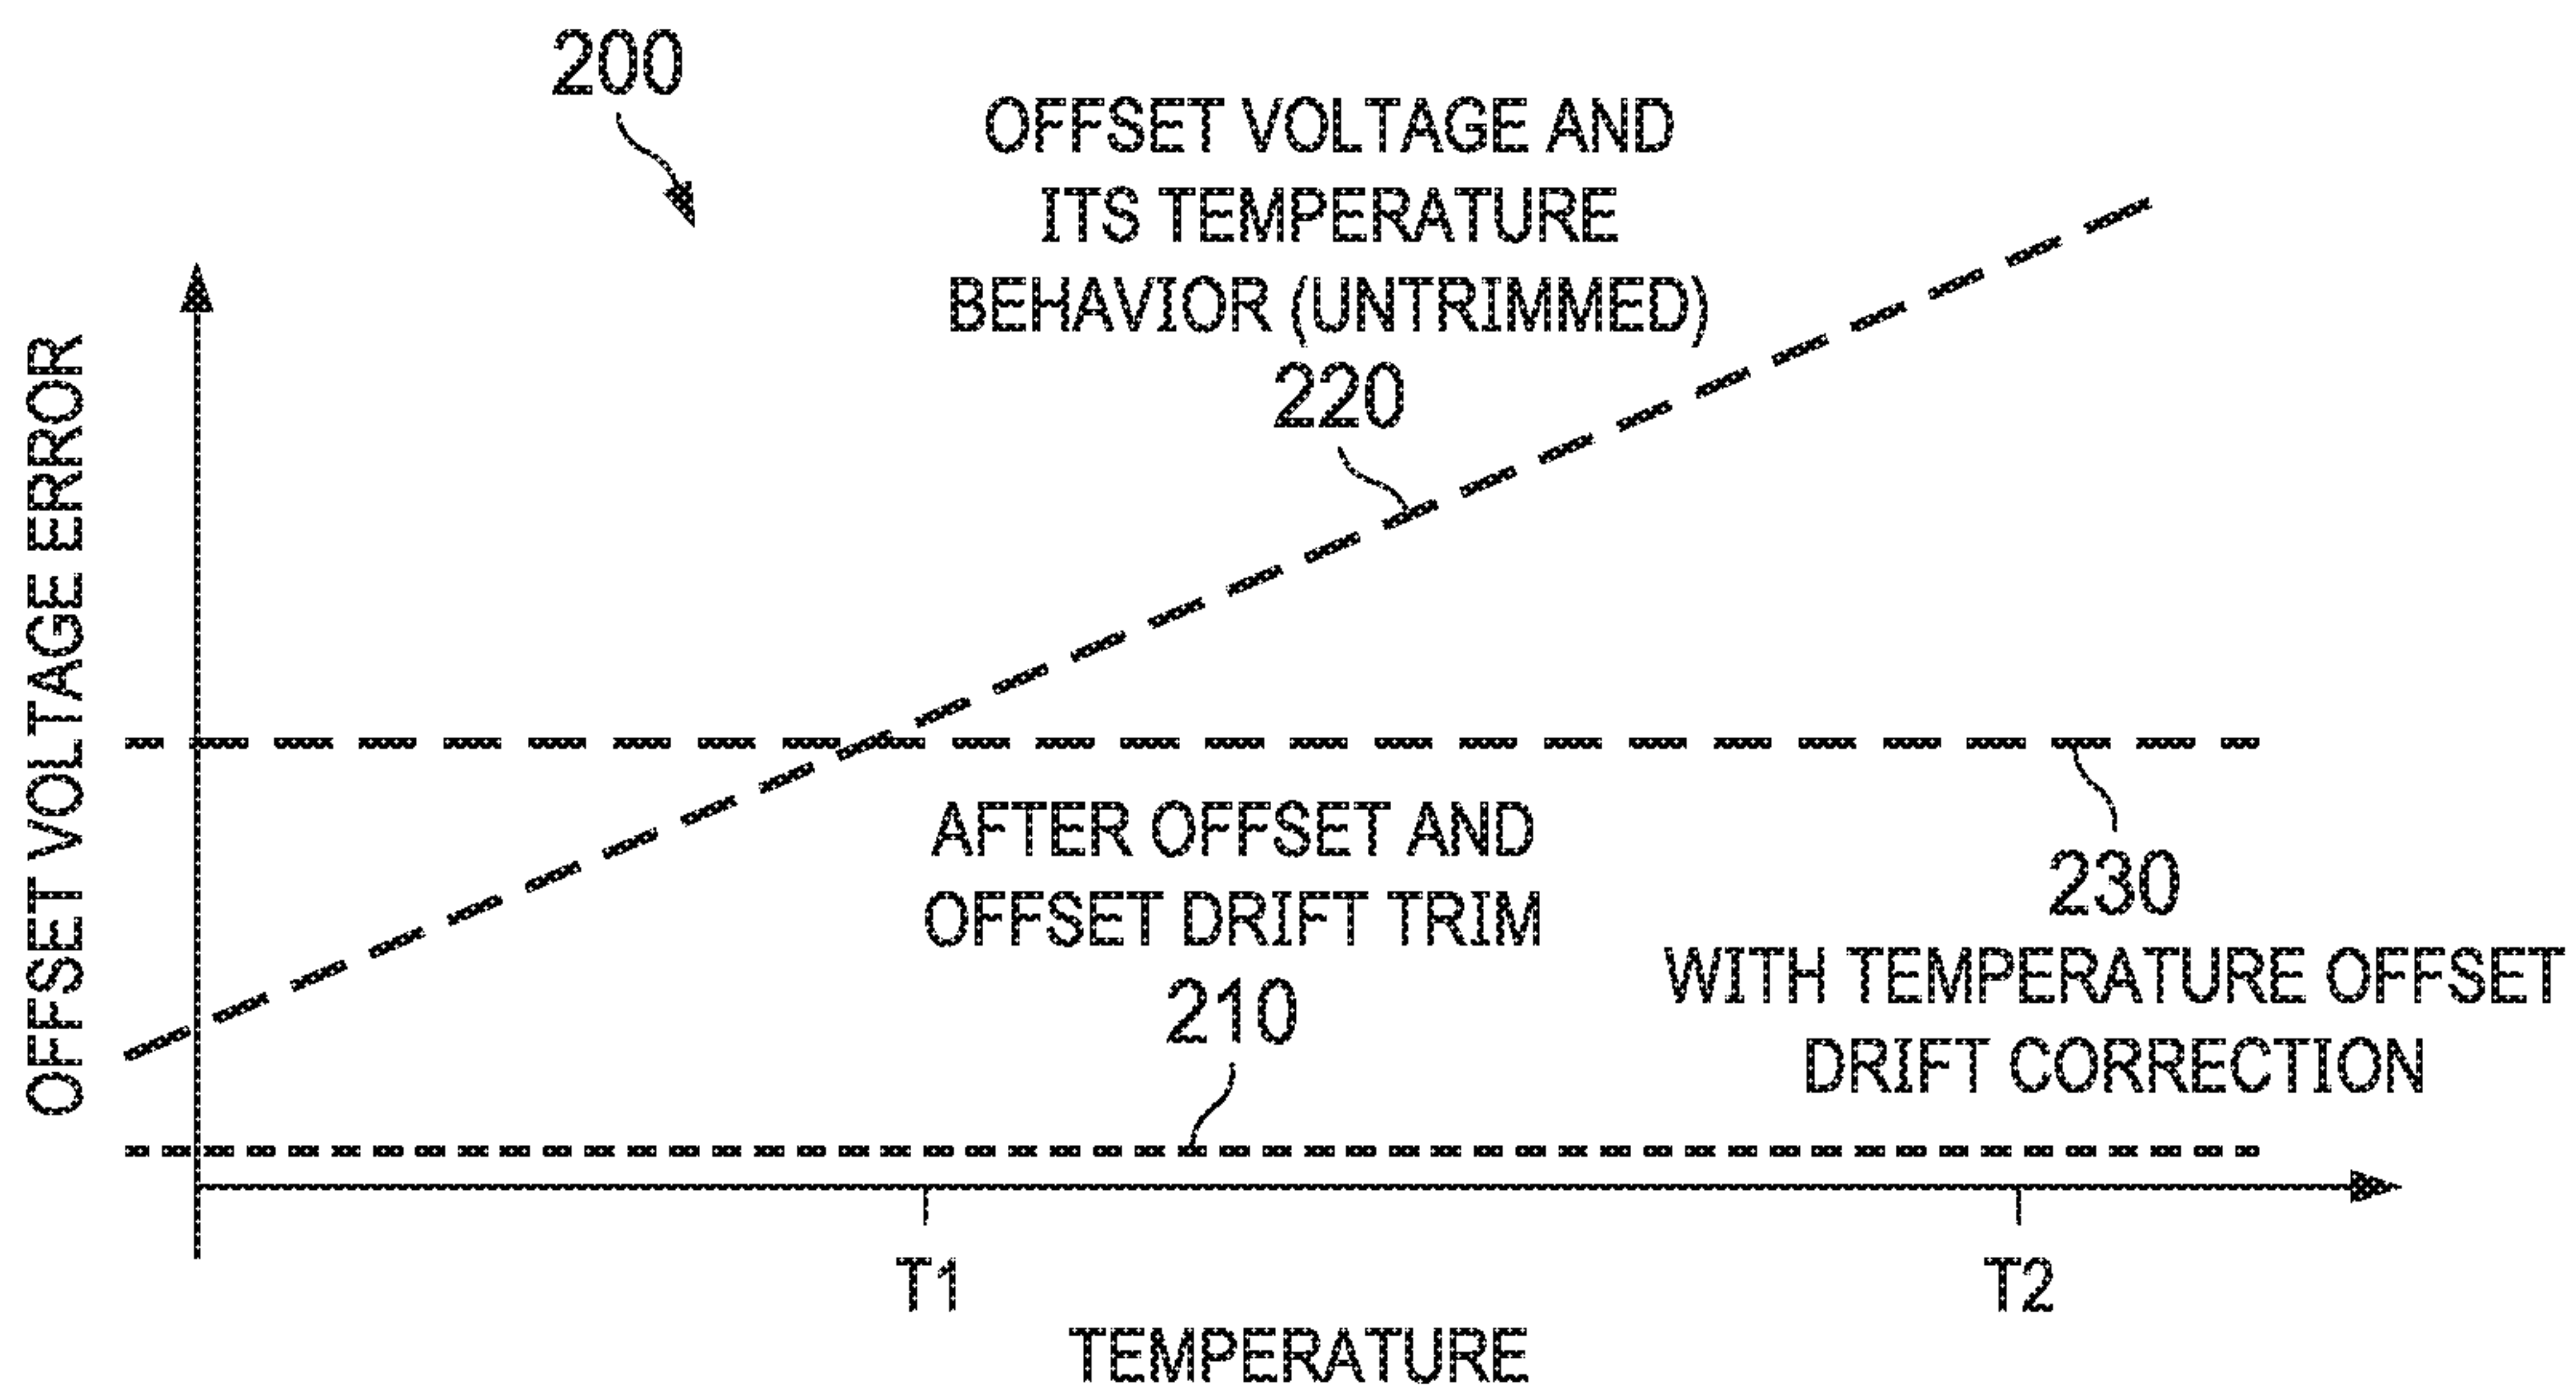 200
OFFSET VOLTAGE AND
ITS TEMPERATURE
BEHAVIOR (UNTRIMMED)
220
OFFSET VOLTAGE ERROR
AFTER OFFSET AND
OFFSET DRIFT TRIM
210
230
WITH TEMPERATURE OFFSET
DRIFT CORRECTION
T1
T2
TEMPERATURE